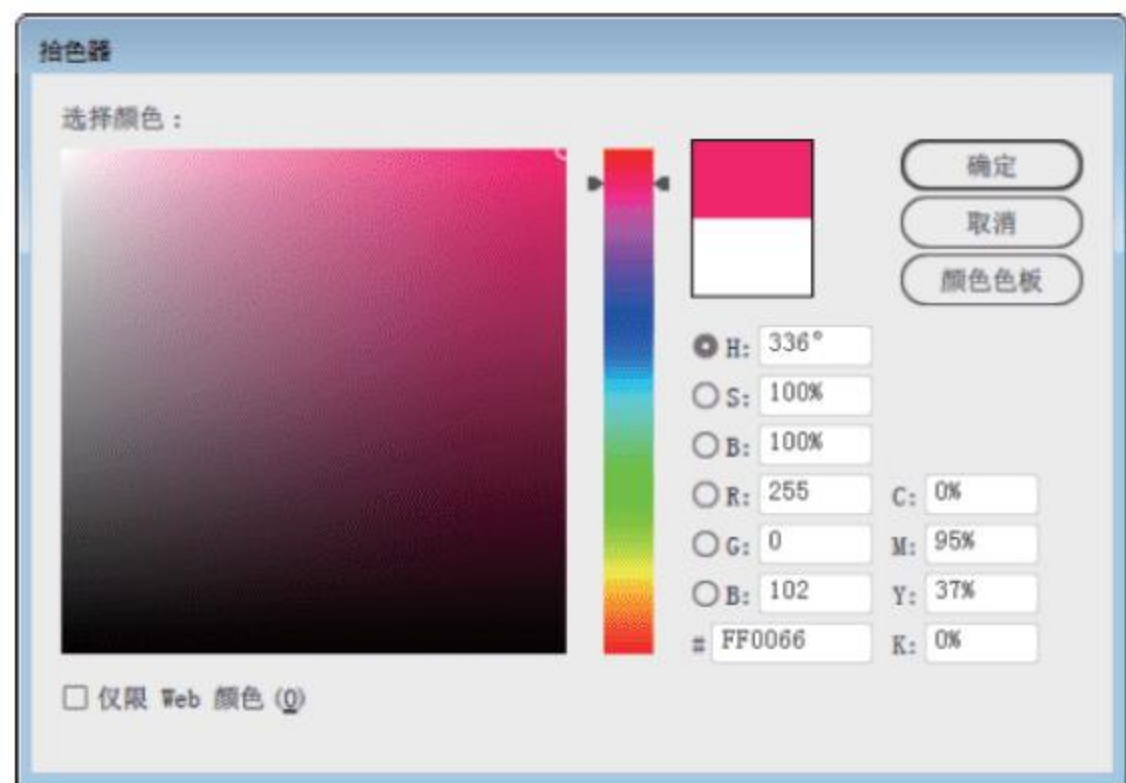 拾色器
选择颜色：
确定
取消
颜色色板
H: 336°
S: 100%
B: 100%
R: 255 C: 0%
G: 0 M: 95%
B: 102 Y: 37%
# FF0066 K: 0%
仅限 Web 颜色(O)